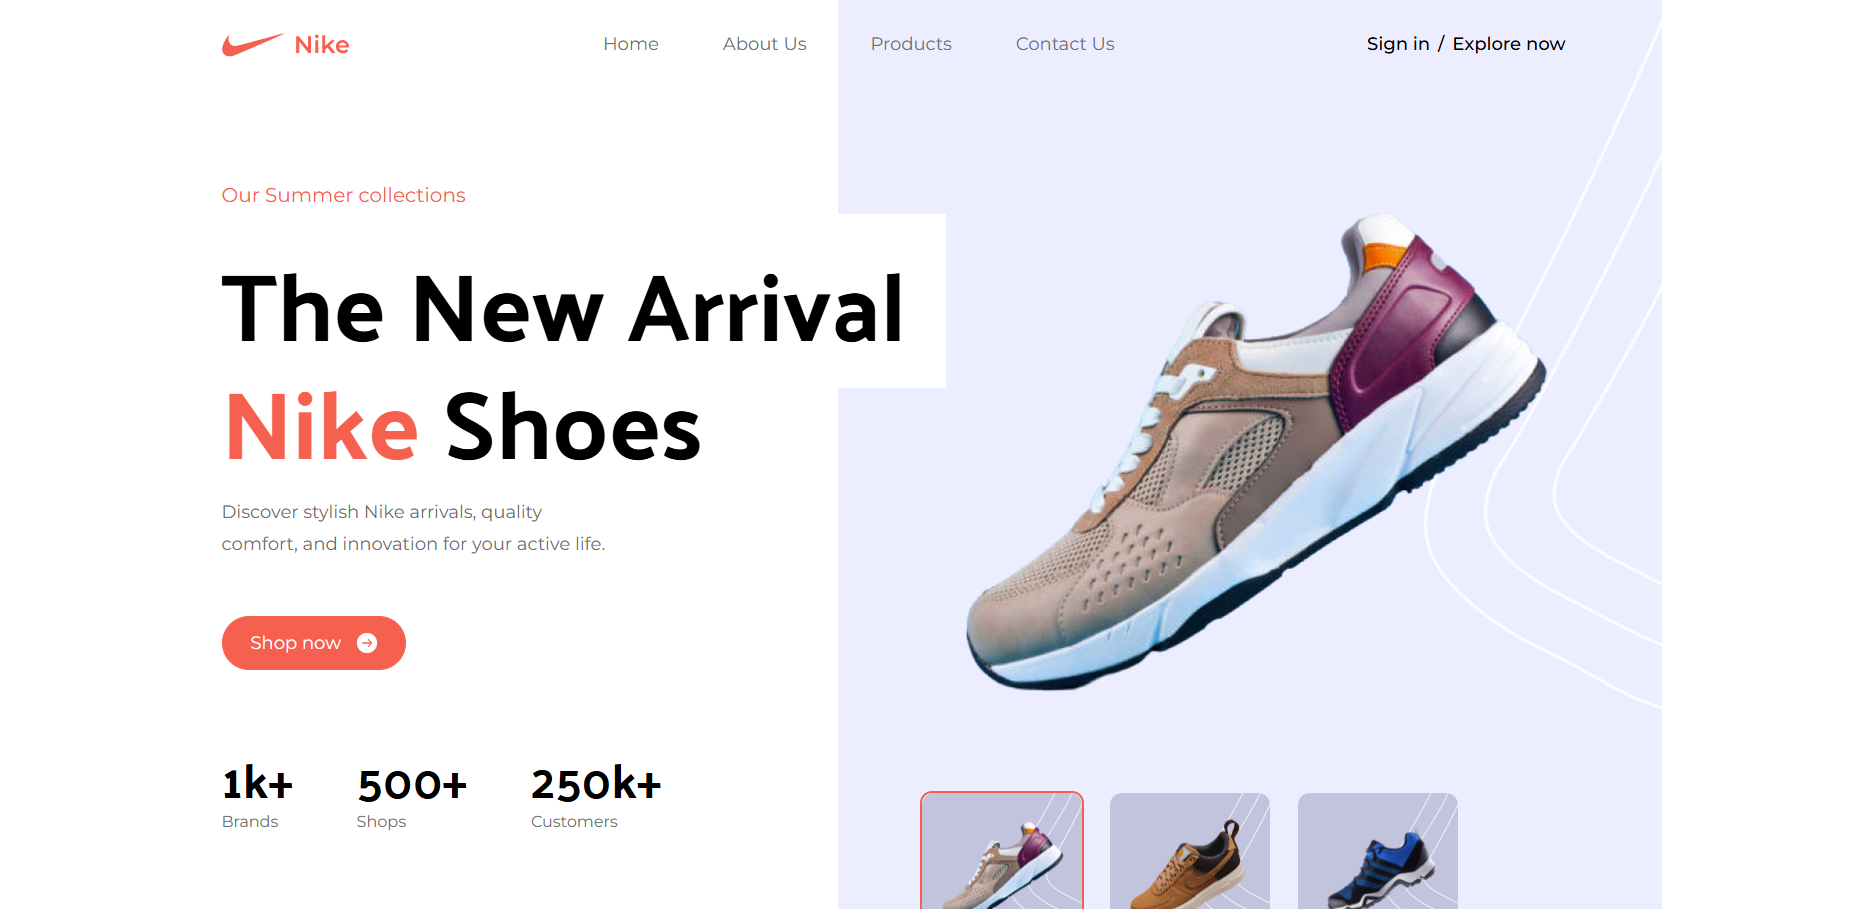 Nike
Home
About Us
Products
Contact Us
Sign in / Explore now
Our Summer collections
The New Arrival
Nike Shoes
Discover stylish Nike arrivals, quality
comfort, and innovation for your active life.
Shop now
1k+
Brands
500+
Shops
250k+
Customers